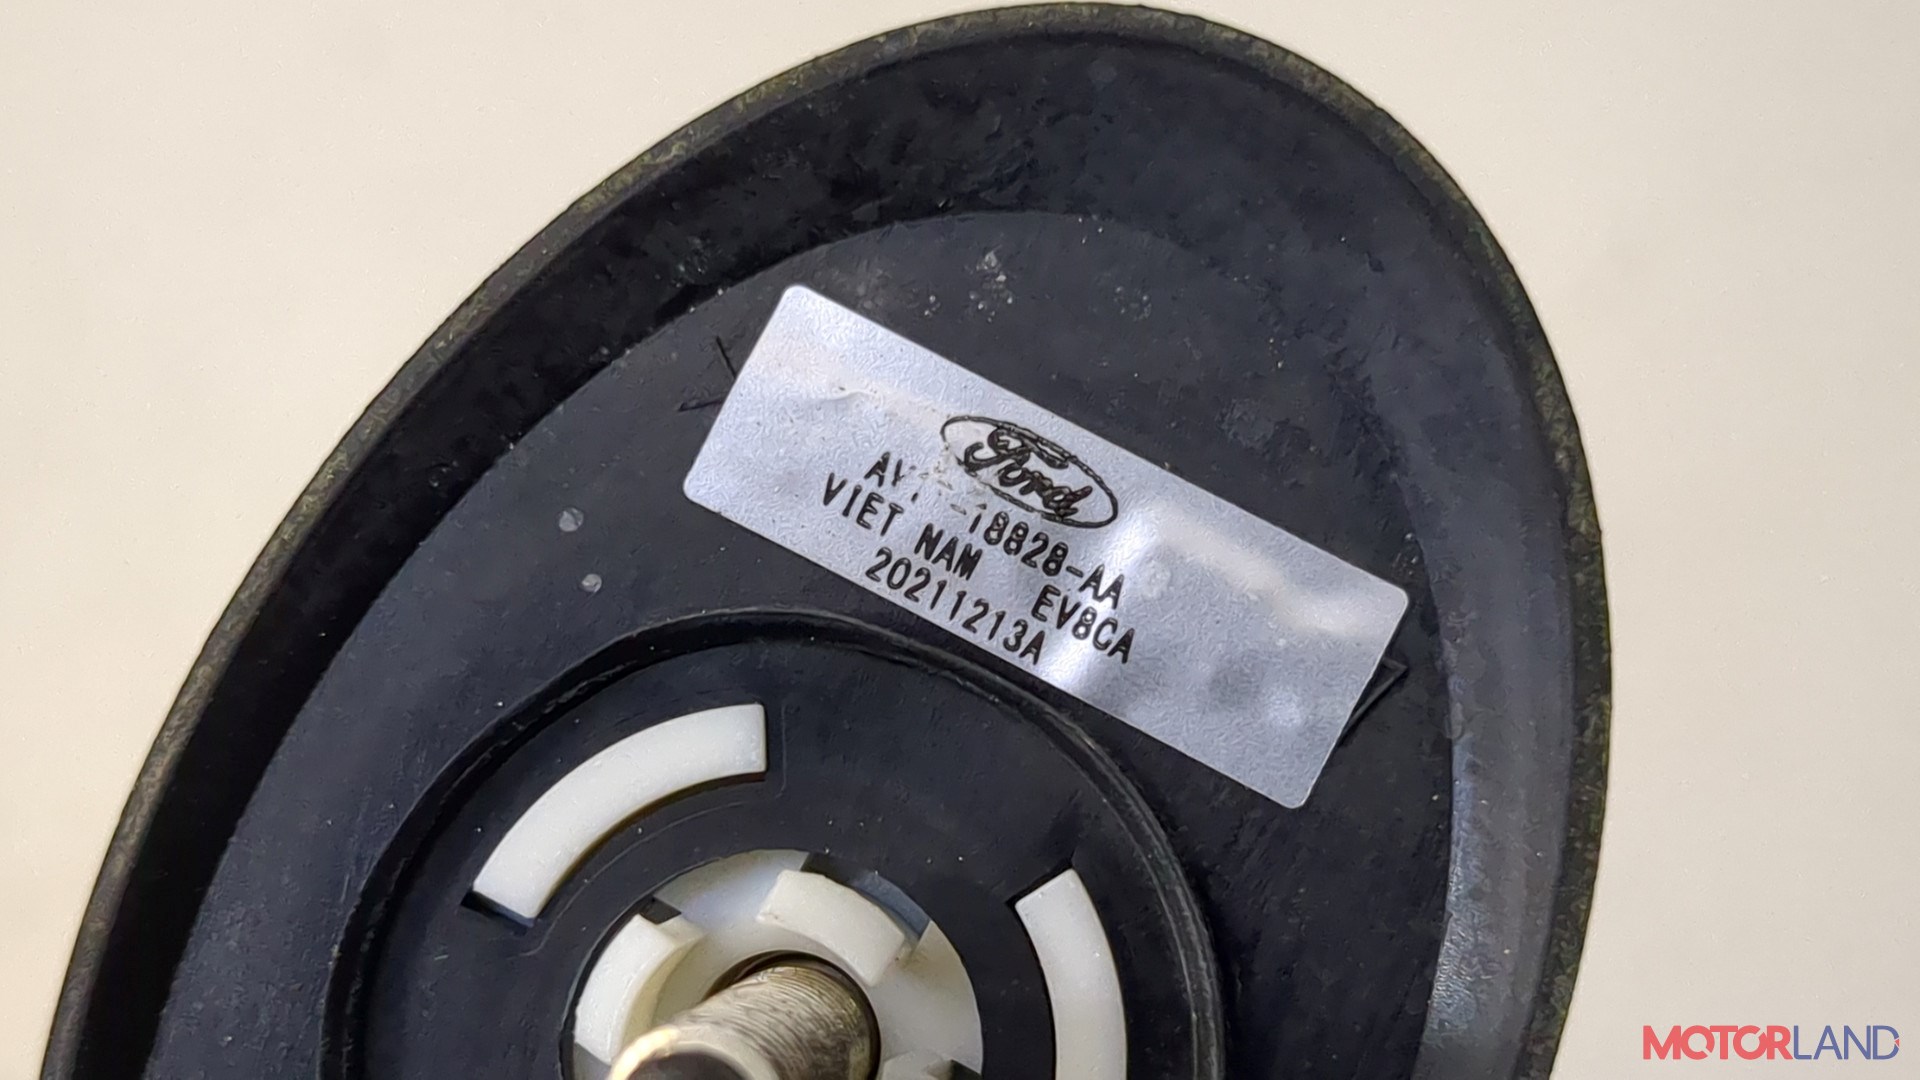 Ford
-18828-AA
VIET NAM EV8CA
20211213A
MOTORLAND